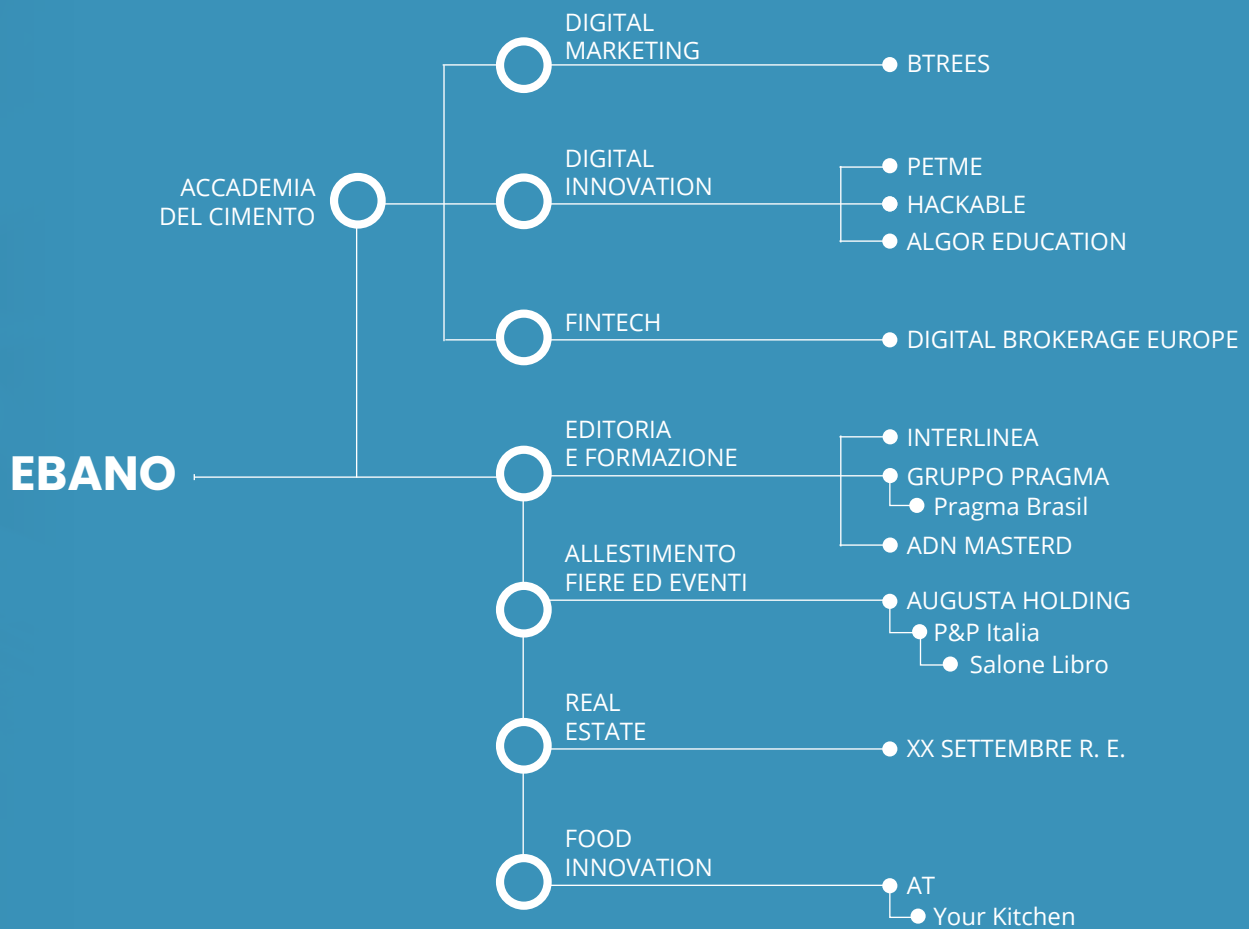 DIGITAL
MARKETING
BTREES
ACCADEMIA
DEL CIMENTO
DIGITAL
INNOVATION
PETME
HACKABLE
ALGOR EDUCATION
FINTECH
DIGITAL BROKERAGE EUROPE
EBANO
EDITORIA
E FORMAZIONE
INTERLINEA
GRUPPO PRAGMA
Pragma Brasil
ADN MASTERD
ALLESTIMENTO
FIERE ED EVENTI
AUGUSTA HOLDING
P&P Italia
Salone Libro
REAL
ESTATE
XX SETTEMBRE R. E.
FOOD
INNOVATION
AT
Your Kitchen